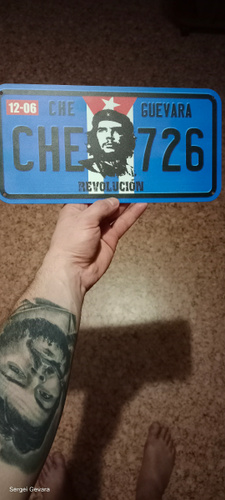 12-06 CHE GUEVARA
CHE 726
REVOLUCIÓN
Sergei Gevara